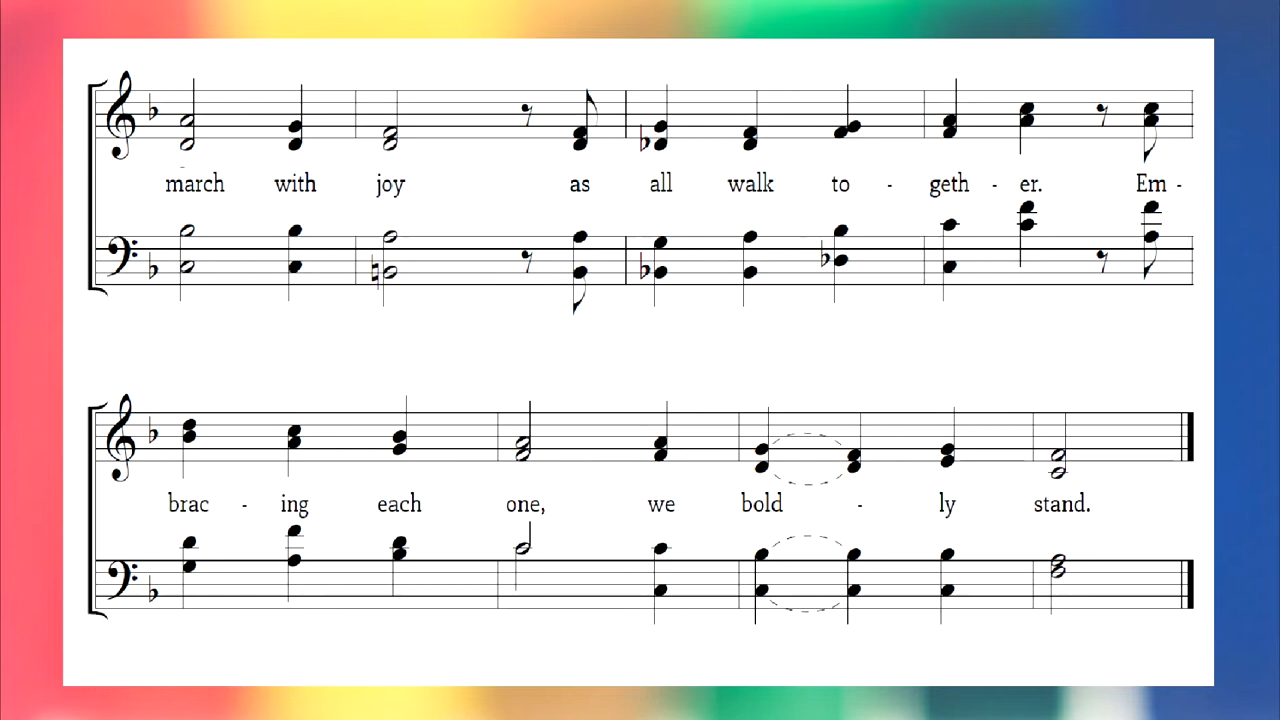 march with joy as all walk to - geth - er. Em -
brac - ing each one, we bold - ly stand.